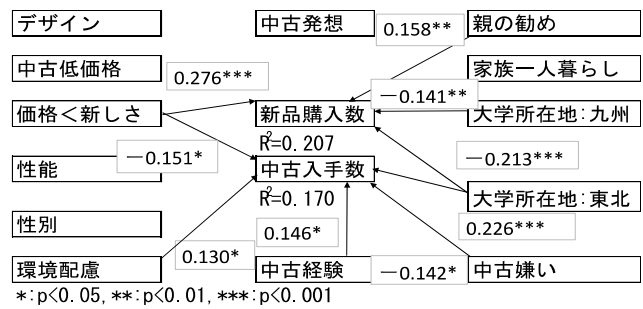 デザイン 中古発想 0.158** 親の勧め
中古低価格 0.276*** 家族一人暮らし
－0.141**
価格＜新しさ 新品購入数 大学所在地：九州
R²=0.207
－0.151* －0.213***
性能 中古入手数
R²=0.170 大学所在地：東北
性別 0.146* 0.226***
0.130*
環境配慮 中古経験 －0.142* 中古嫌い
*:p<0.05, **:p<0.01, ***:p<0.001